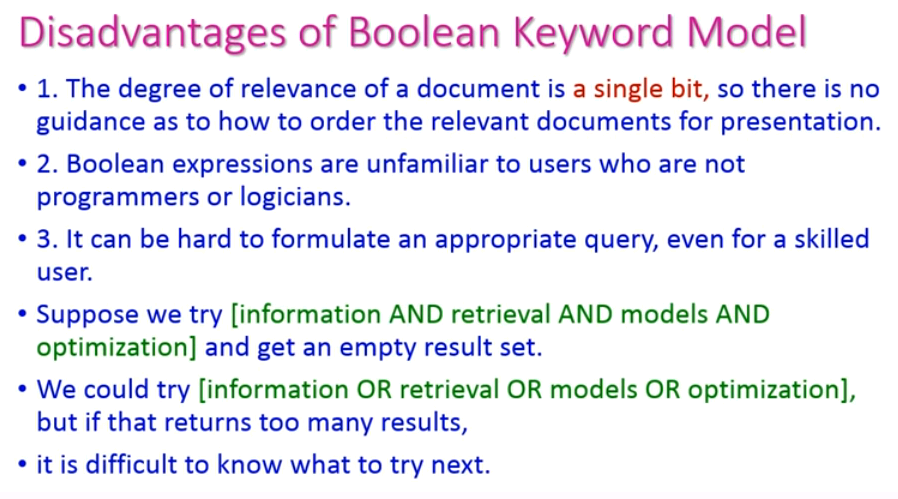 Disadvantages of Boolean Keyword Model
• 1. The degree of relevance of a document is a single bit, so there is no
guidance as to how to order the relevant documents for presentation.
• 2. Boolean expressions are unfamiliar to users who are not
programmers or logicians.
• 3. It can be hard to formulate an appropriate query, even for a skilled
user.
• Suppose we try [information AND retrieval AND models AND
optimization] and get an empty result set.
• We could try [information OR retrieval OR models OR optimization],
but if that returns too many results,
• it is difficult to know what to try next.